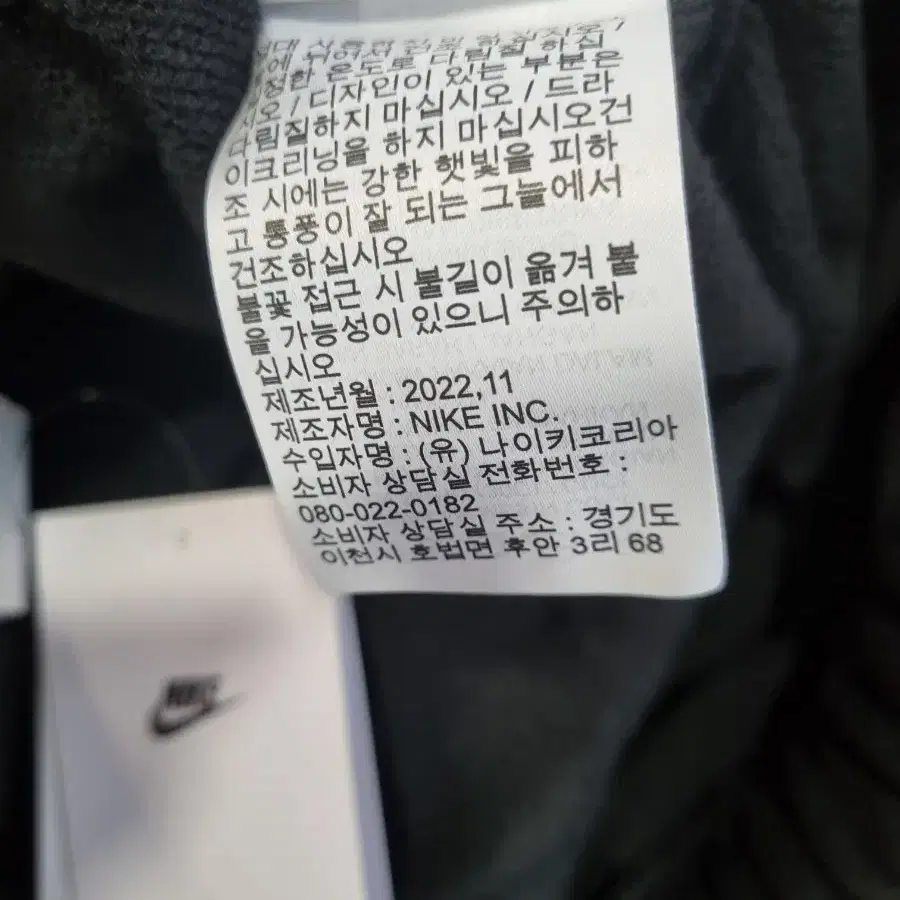 온도로 다림질 하십
시오 / 디자인이 있는 부분은
다림질하지 마십시오 / 드라
이크리닝을 하지 마십시오건
조 시에는 강한 햇빛을 피하
고 통풍이 잘 되는 그늘에서
건조하십시오
불꽃 접근 시 불길이 옮겨 붙
을 가능성이 있으니 주의하
십시오
제조년월 : 2022,11
제조자명 : NIKE INC.
수입자명 : (유) 나이키코리아
소비자 상담실 전화번호 :
080-022-0182
소비자 상담실 주소 : 경기도
이천시 호법면 후안 3리 68
NIKE